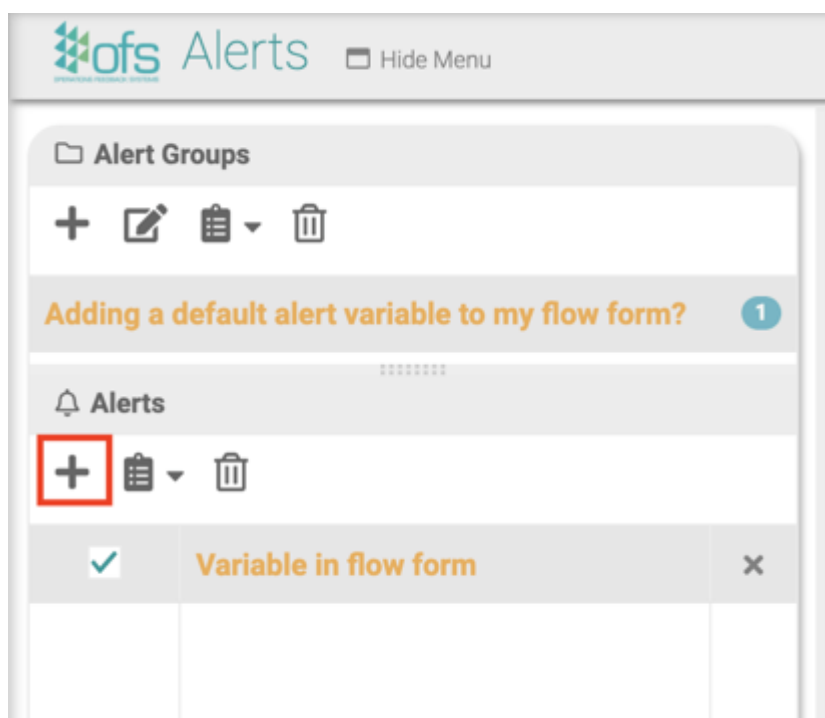 ofs Alerts Hide Menu
OPERATIONS FEEDBACK SYSTEMS
Alert Groups
Adding a default alert variable to my flow form? 1
Alerts
Variable in flow form